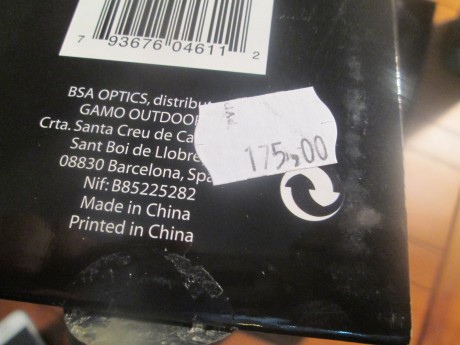 7 93676 04611 2
BSA OPTICS, distribu
GAMO OUTDOOR
Crta. Santa Creu de Ca
Sant Boi de Llobre
08830 Barcelona, Spa
Nif: B85225282
Made in China
Printed in China
175,00